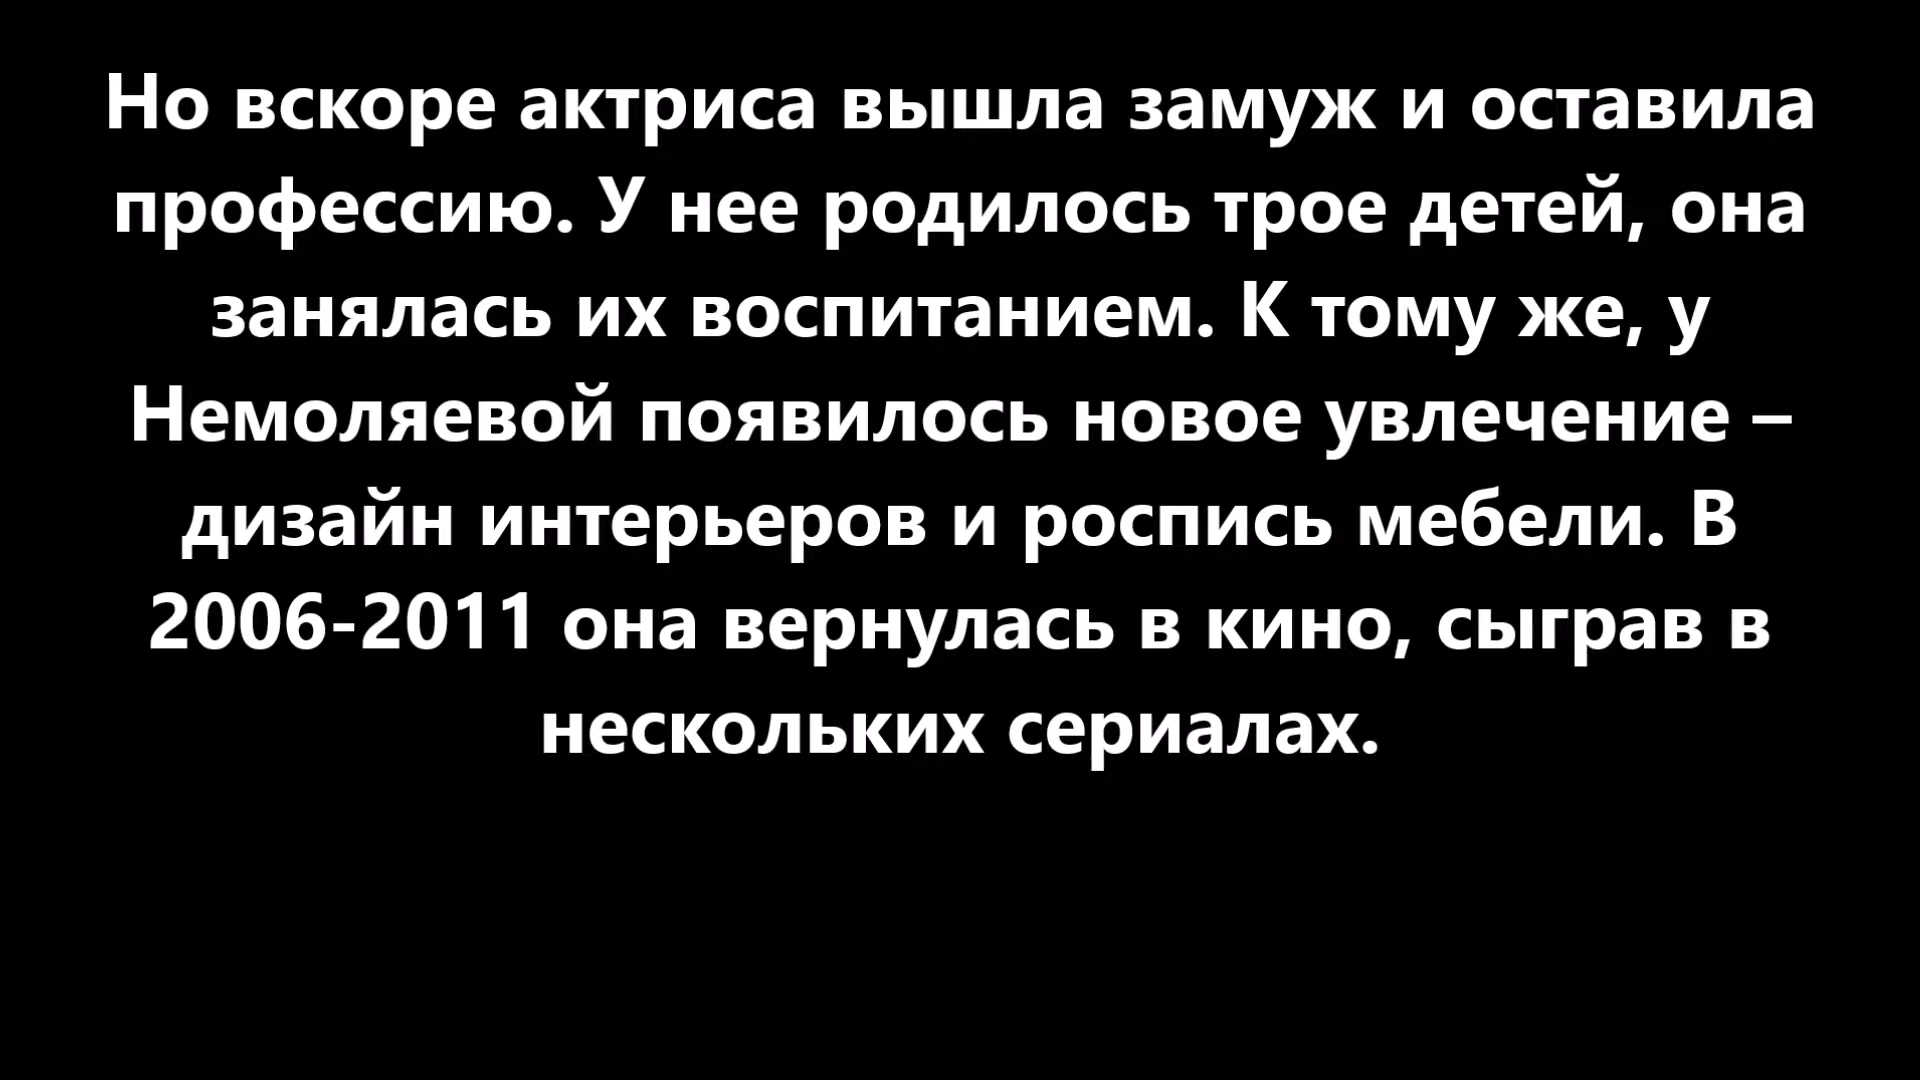 Но вскоре актриса вышла замуж и оставила
профессию. У нее родилось трое детей, она
занялась их воспитанием. К тому же, у
Немоляевой появилось новое увлечение –
дизайн интерьеров и роспись мебели. В
2006-2011 она вернулась в кино, сыграв в
нескольких сериалах.